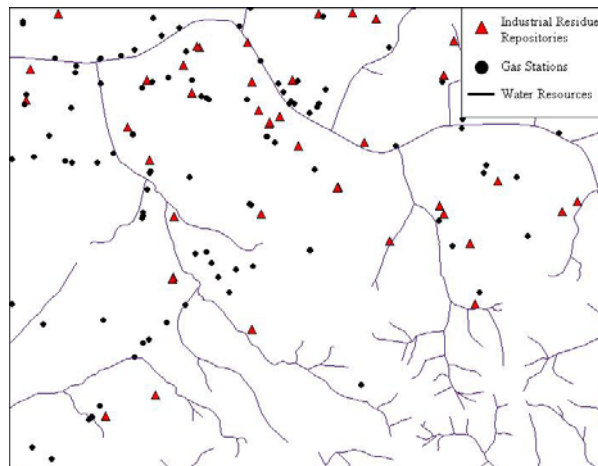 Industrial Residue
Repositories
Gas Stations
Water Resources